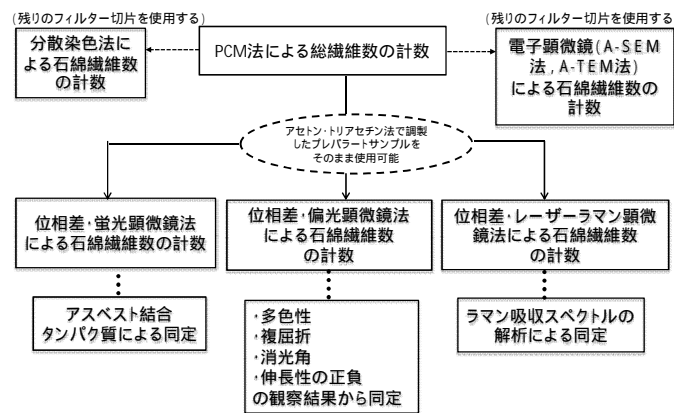 (残りのフィルター切片を使用する)
(残りのフィルター切片を使用する
分散染色法に
よる石綿繊維数
の計数
PCM法による総繊維数の計数
電子顕微鏡(A-SEM
法,A-TEM法)
による石綿繊維数の
計数
アセトン・トリアセチン法で調製
したプレパラートサンプルを
そのまま使用可能
位相差・蛍光顕微鏡法
による石綿繊維数の計数
位相差・偏光顕微鏡法
による石綿繊維数
の計数
位相差・レーザーラマン顕微
鏡法による石綿繊維数
の計数
アスベスト結合
タンパク質による同定
・多色性
・複屈折
・消光角
・伸長性の正負
の観察結果から同定
ラマン吸収スペクトルの
解析による同定